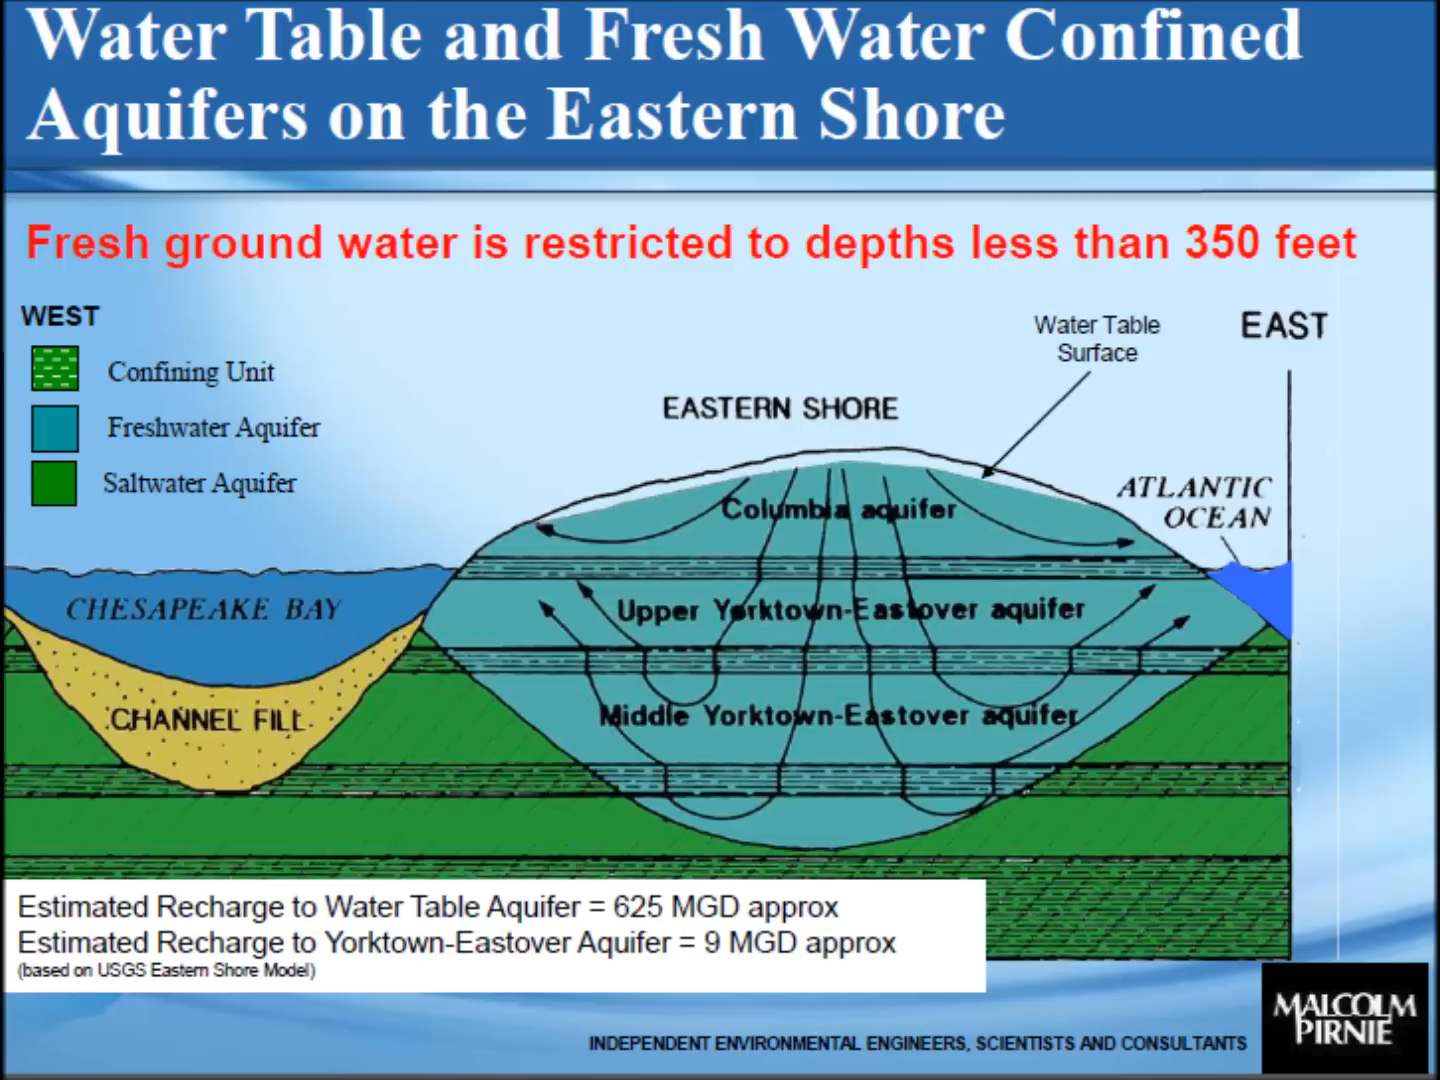 Water Table and Fresh Water Confined
Aquifers on the Eastern Shore
Fresh ground water is restricted to depths less than 350 feet
WEST
Confining Unit
Freshwater Aquifer
Saltwater Aquifer
Water Table
Surface
EAST
EASTERN SHORE
ATLANTIC
OCEAN
Columbia aquifer
CHESAPEAKE BAY
Upper Yorktown-Eastover aquifer
CHANNEL FILL
Middle Yorktown-Eastover aquifer
Estimated Recharge to Water Table Aquifer = 625 MGD approx
Estimated Recharge to Yorktown-Eastover Aquifer = 9 MGD approx
(based on USGS Eastern Shore Model)
INDEPENDENT ENVIRONMENTAL ENGINEERS, SCIENTISTS AND CONSULTANTS
MALCOLM
PIRNIE